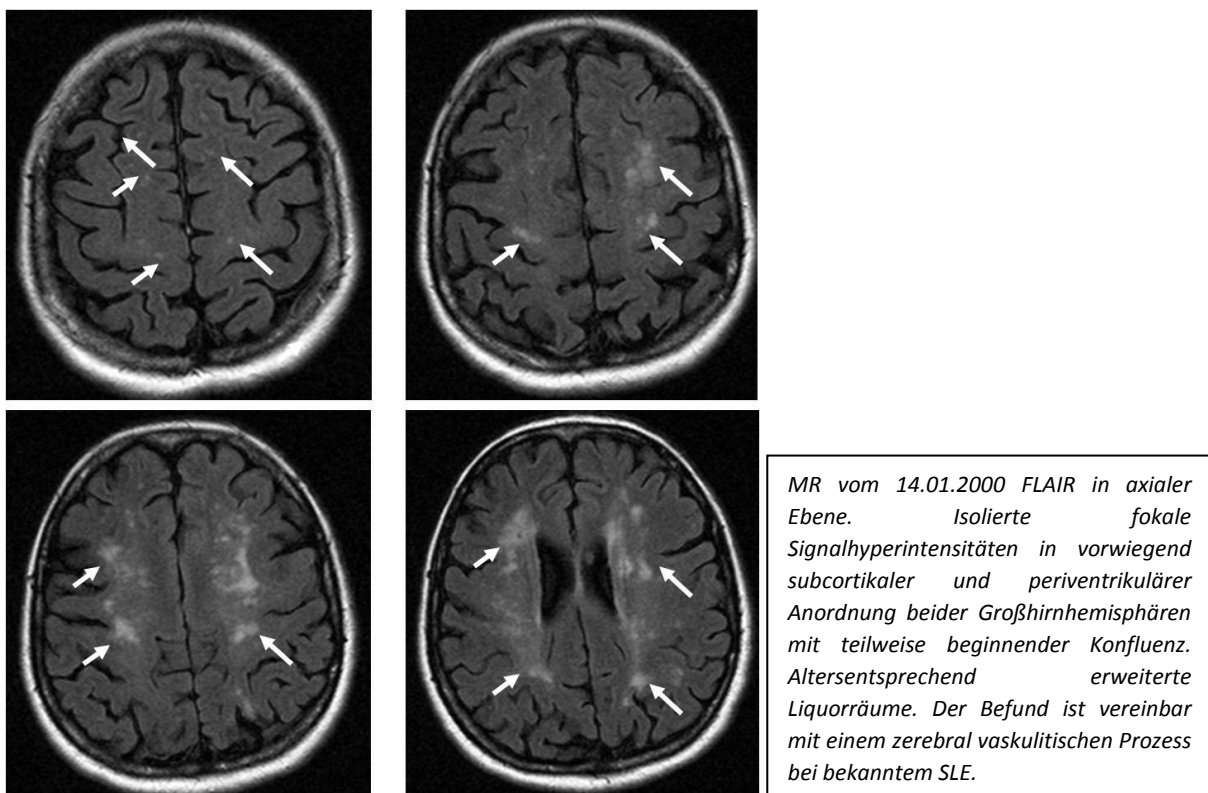 MR vom 14.01.2000 FLAIR in axialer
Ebene. Isolierte fokale
Signalhyperintensitäten in vorwiegend
subcortikaler und periventrikulärer
Anordnung beider Großhirnhemisphären
mit teilweise beginnender Konfluenz.
Altersentsprechend erweiterte
Liquorräume. Der Befund ist vereinbar
mit einem zerebral vaskulitischen Prozess
bei bekanntem SLE.